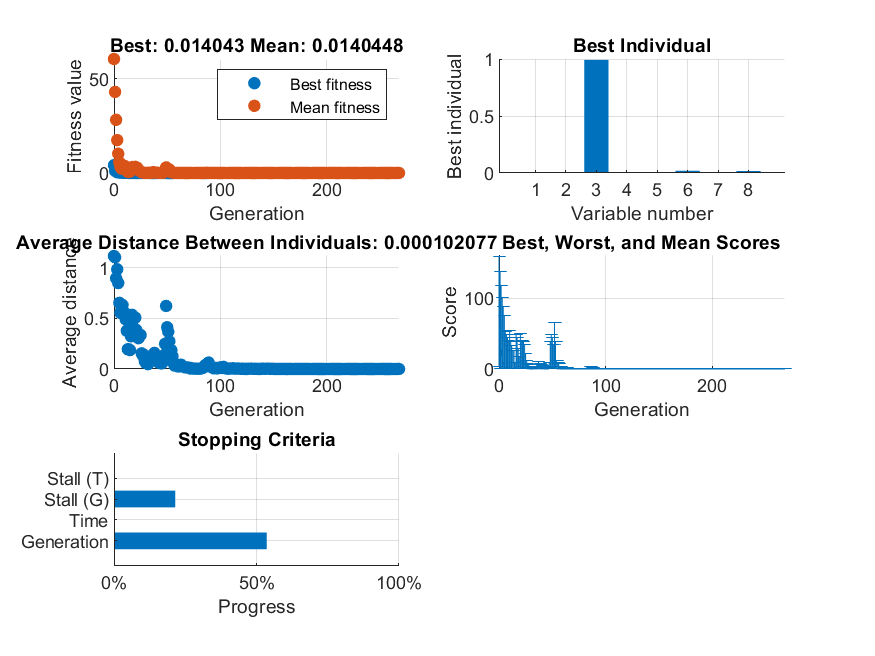 Best: 0.014043 Mean: 0.0140448
Fitness value
50
0
Best fitness
Mean fitness
0
100
200
Generation
Best Individual
Best individual
1
0.5
0
1 2 3 4 5 6 7 8
Variable number
Average Distance Between Individuals: 0.000102077
Average distance
1
0.5
0
0
100
200
Generation
Best, Worst, and Mean Scores
Score
100
0
0
100
200
Generation
Stopping Criteria
Stall (T)
Stall (G)
Time
Generation
0%
50%
100%
Progress